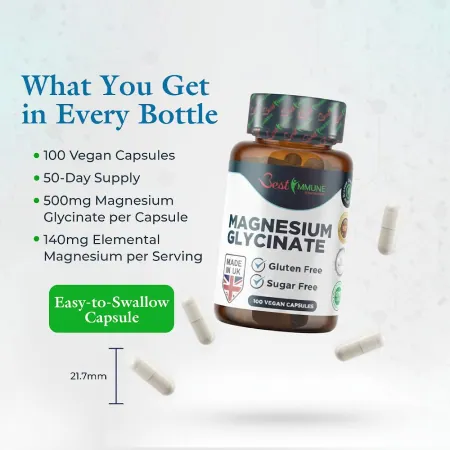 What You Get
in Every Bottle
100 Vegan Capsules
50-Day Supply
500mg Magnesium
Glycinate per Capsule
140mg Elemental
Magnesium per Serving
Easy-to-Swallow
Capsule
21.7mm
Best IMMUNE
MAGNESIUM
GLYCINATE
MADE
IN UK
Gluten Free
Sugar Free
100 VEGAN CAPSULES